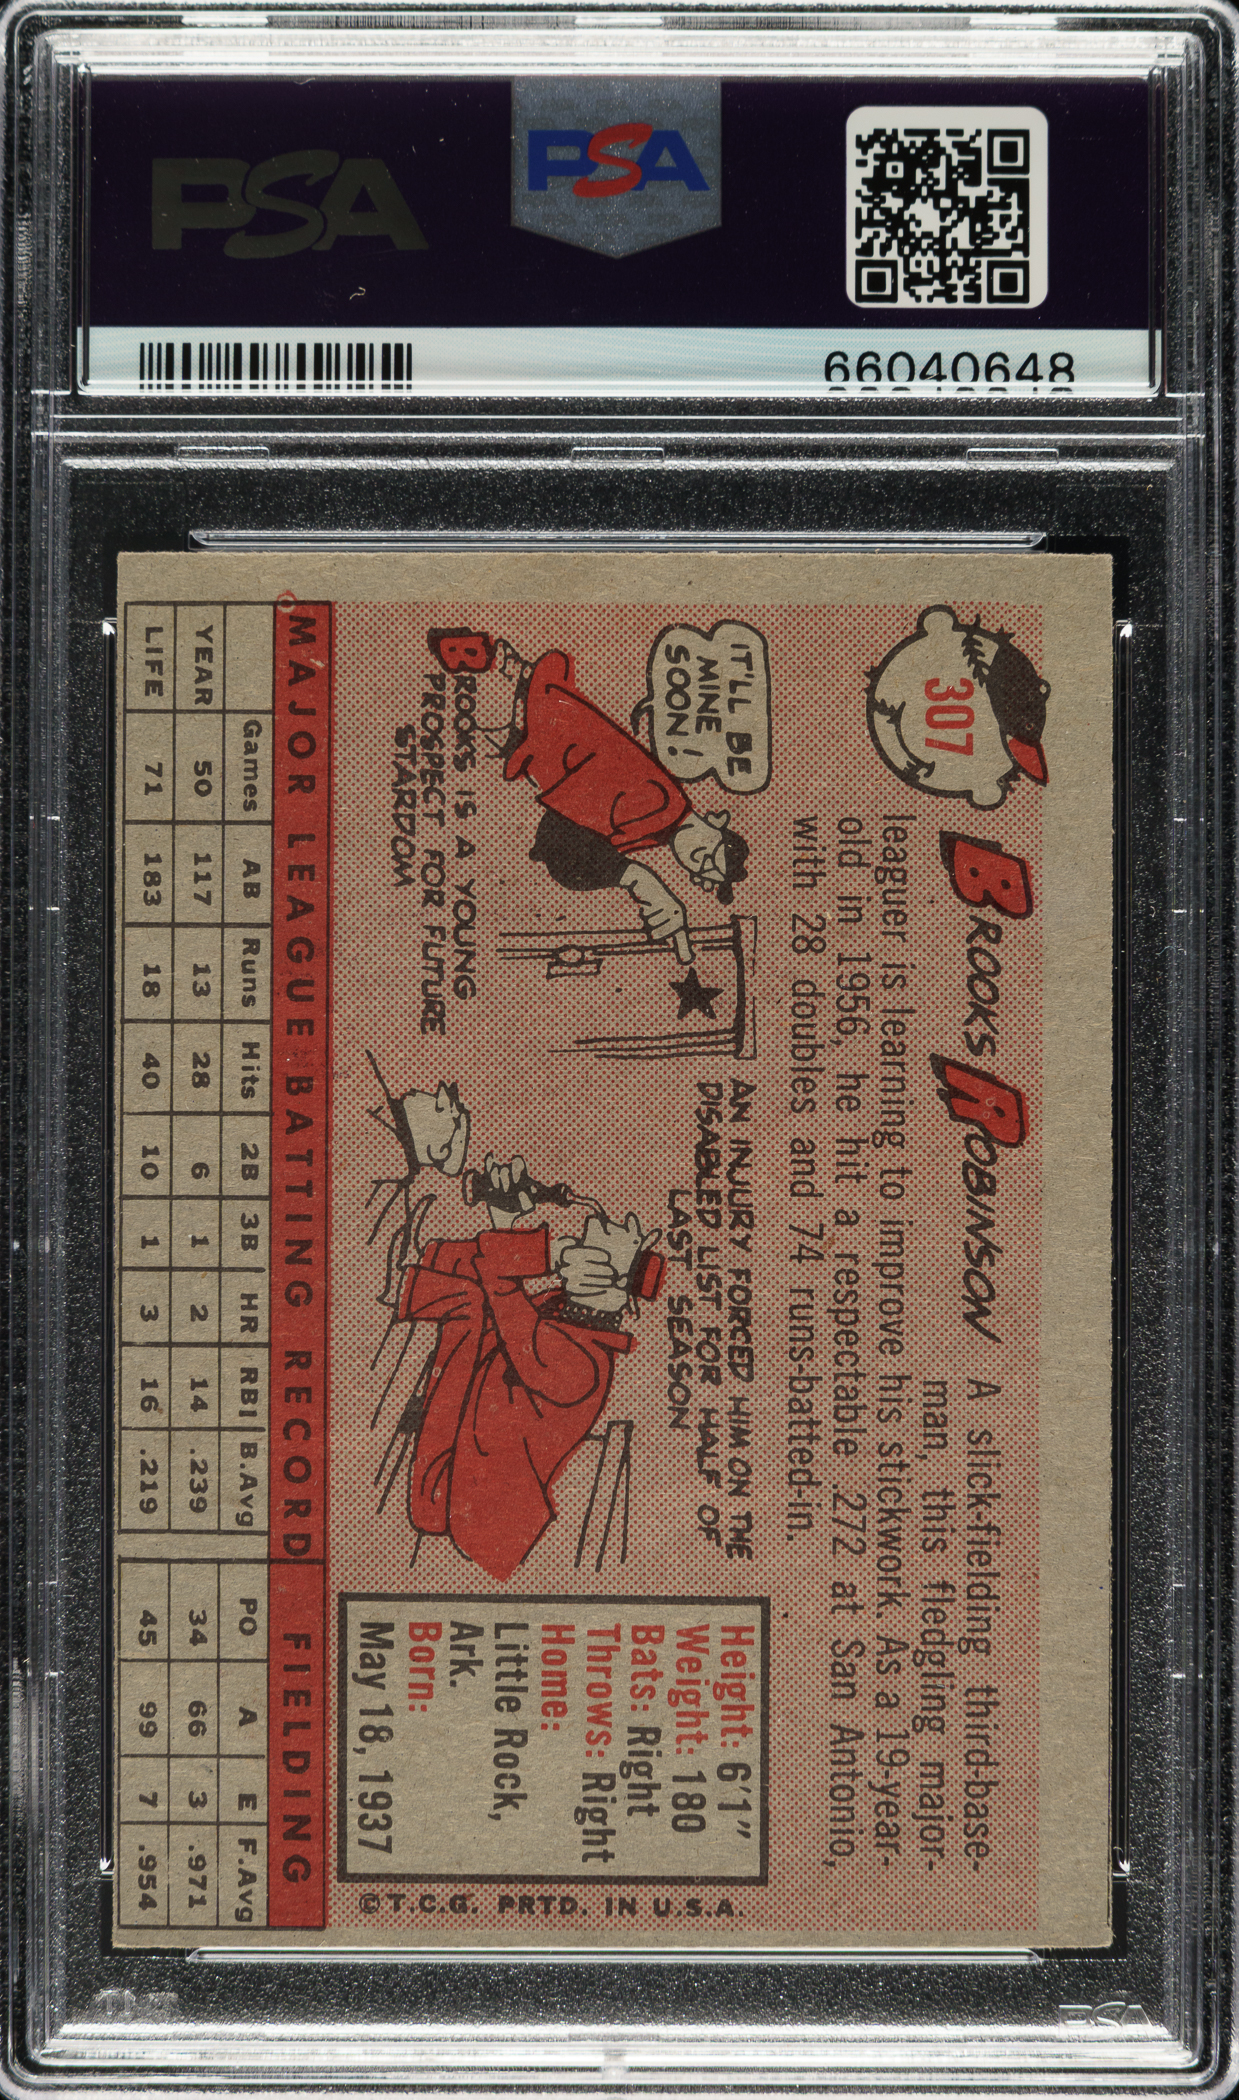 PSA
PSA
66040648
307
BROOKS ROBINSON
A slick-fielding third-base-
man, this fledgling major-
leaguer is learning to improve his stickwork. As a 19-year-
old in 1956, he hit a respectable .272 at San Antonio,
with 28 doubles and 74 runs-batted-in.
IT'LL BE
MINE
SOON!
BROOKS IS A YOUNG
PROSPECT FOR FUTURE
STARDOM
AN INJURY FORCED HIM ON THE
DISABLED LIST FOR HALF OF
LAST SEASON
Height: 6'1"
Weight: 180
Bats: Right
Throws: Right
Home:
Little Rock,
Ark.
Born:
May 18, 1937
©T.C.G. PRTD. IN U.S.A.
MAJOR LEAGUE BATTING RECORD FIELDING
Games AB Runs Hits 2B 3B HR RBI B.Avg PO A E F.Avg
YEAR 50 117 13 28 6 1 2 14 .239 34 66 3 .971
LIFE 71 183 18 40 10 1 3 16 .219 45 99 7 .954
PSA